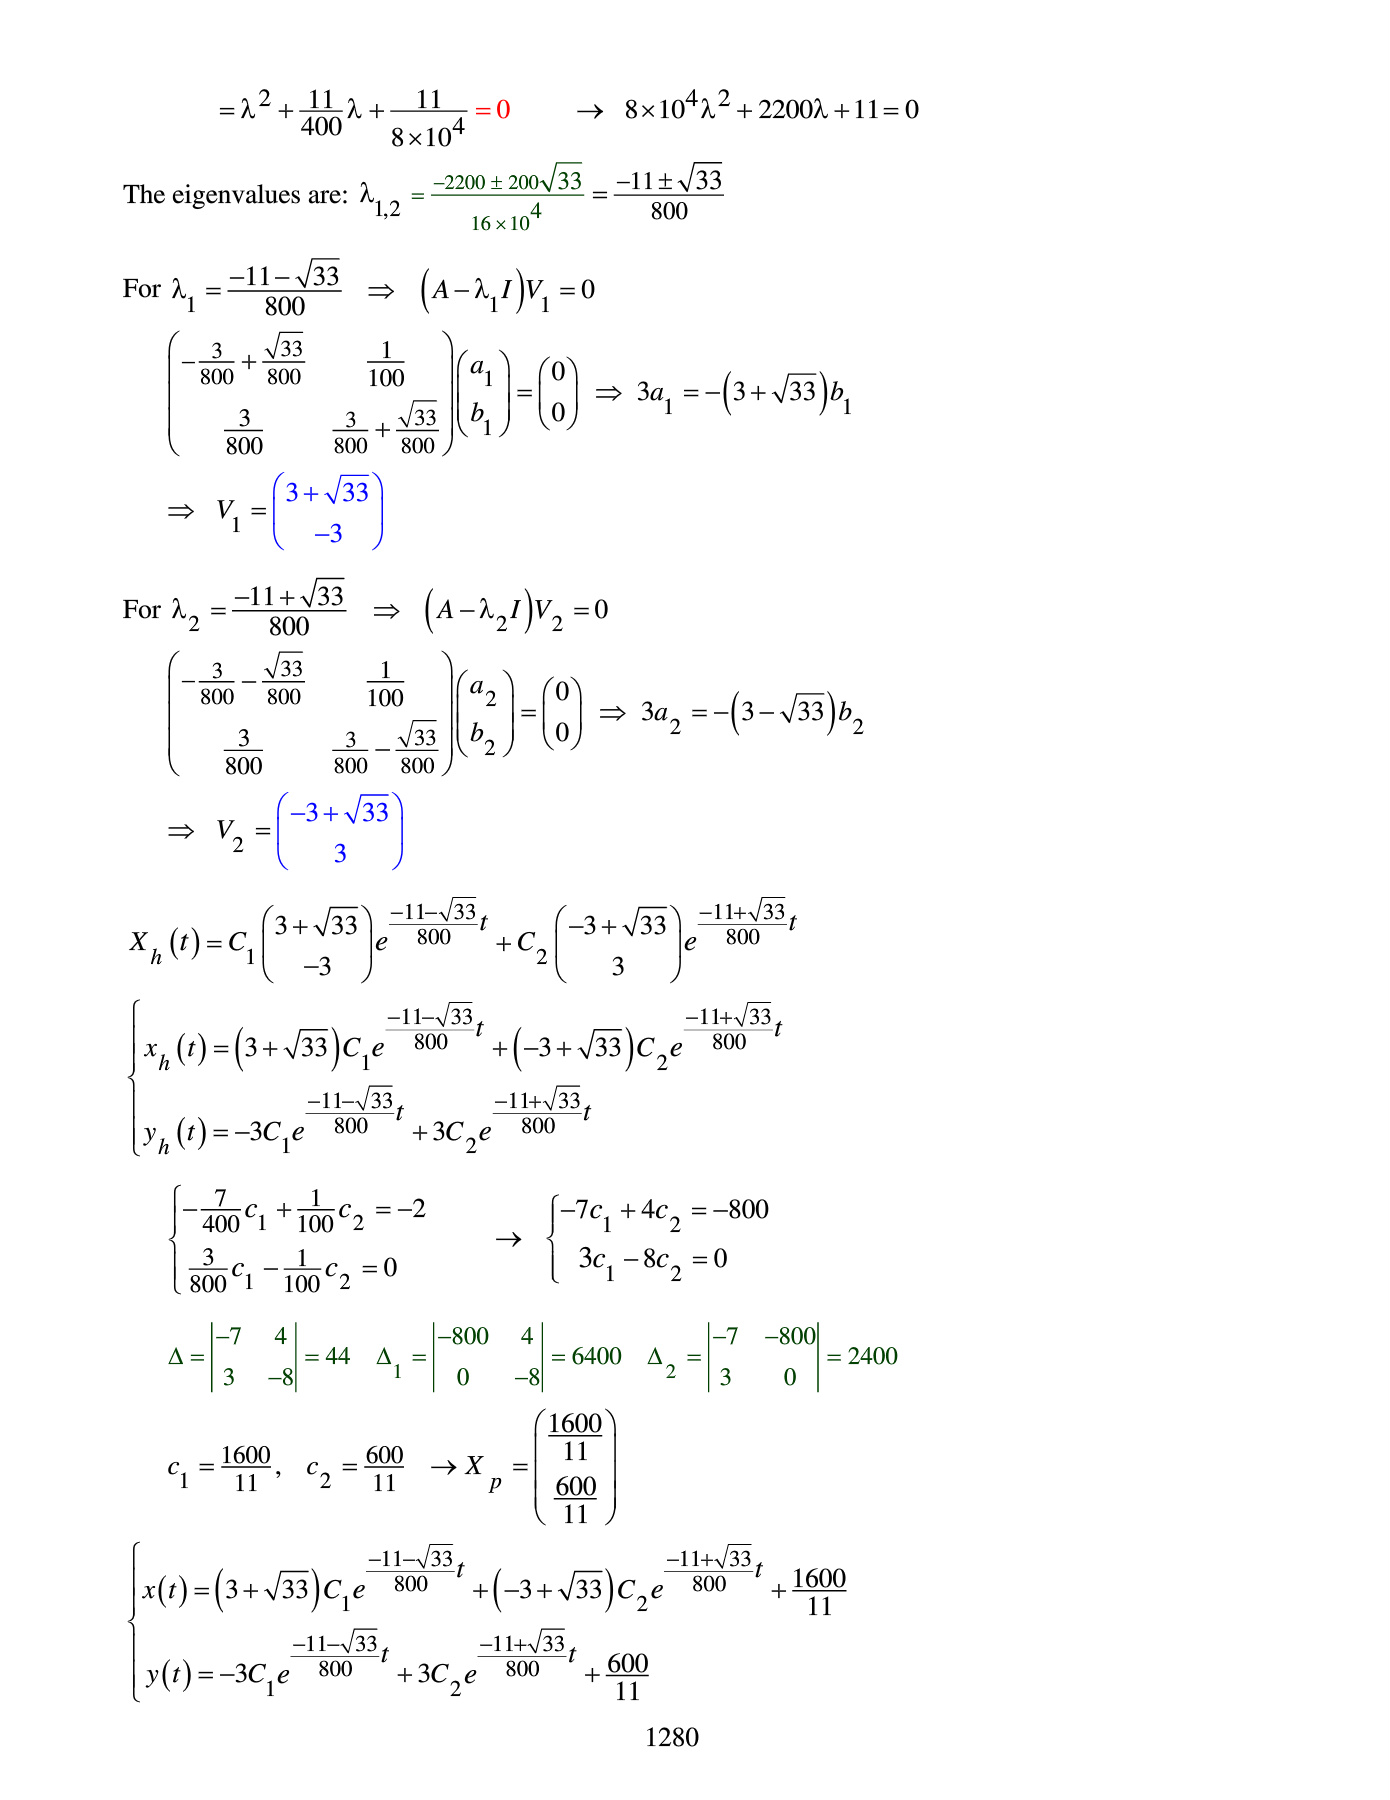 = λ² + 11/400 λ + 11/(8×10⁴) = 0 → 8×10⁴λ² + 2200λ + 11 = 0
The eigenvalues are: λ₁,₂ = (−2200 ± 200√33)/(16×10⁴) = (−11 ± √33)/800
For λ₁ = (−11 − √33)/800 ⇒ (A − λ₁I)V₁ = 0
(−3/800 + √33/800   1/100; 3/800   3/800 + √33/800)(a₁; b₁) = (0; 0) ⇒ 3a₁ = −(3 + √33)b₁
⇒ V₁ = (3 + √33; −3)
For λ₂ = (−11 + √33)/800 ⇒ (A − λ₂I)V₂ = 0
(−3/800 − √33/800   1/100; 3/800   3/800 − √33/800)(a₂; b₂) = (0; 0) ⇒ 3a₂ = −(3 − √33)b₂
⇒ V₂ = (−3 + √33; 3)
X_h(t) = C₁(3 + √33; −3)e^((−11−√33)/800 t) + C₂(−3 + √33; 3)e^((−11+√33)/800 t)
{ x_h(t) = (3 + √33)C₁e^((−11−√33)/800 t) + (−3 + √33)C₂e^((−11+√33)/800 t)
y_h(t) = −3C₁e^((−11−√33)/800 t) + 3C₂e^((−11+√33)/800 t)
{ −7/400 c₁ + 1/100 c₂ = −2 → { −7c₁ + 4c₂ = −800
3/800 c₁ − 1/100 c₂ = 0   3c₁ − 8c₂ = 0
Δ = |−7 4; 3 −8| = 44 Δ₁ = |−800 4; 0 −8| = 6400 Δ₂ = |−7 −800; 3 0| = 2400
c₁ = 1600/11, c₂ = 600/11 → X_p = (1600/11; 600/11)
{ x(t) = (3 + √33)C₁e^((−11−√33)/800 t) + (−3 + √33)C₂e^((−11+√33)/800 t) + 1600/11
y(t) = −3C₁e^((−11−√33)/800 t) + 3C₂e^((−11+√33)/800 t) + 600/11
1280